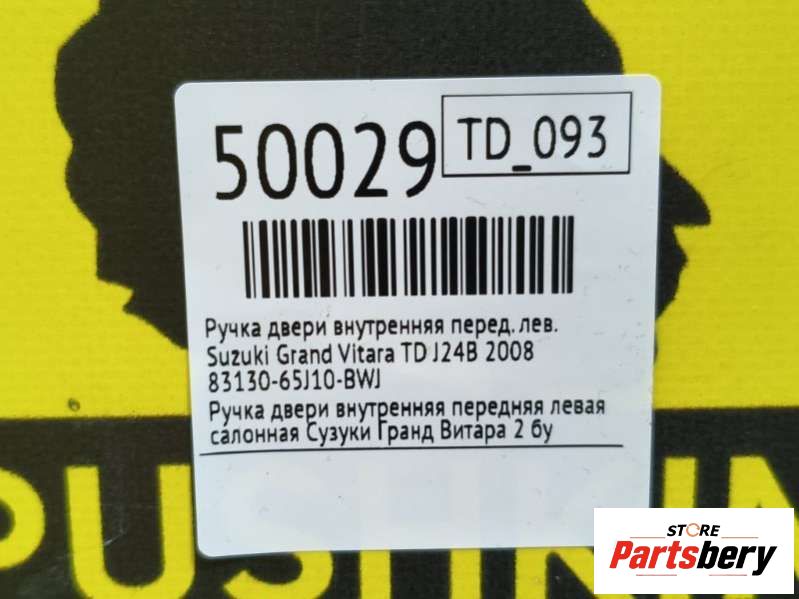 50029
TD_093
Ручка двери внутренняя перед. лев.
Suzuki Grand Vitara TD J24B 2008
83130-65J10-BWJ
Ручка двери внутренняя передняя левая
салонная Сузуки Гранд Витара 2 бу
STORE
Partsbery